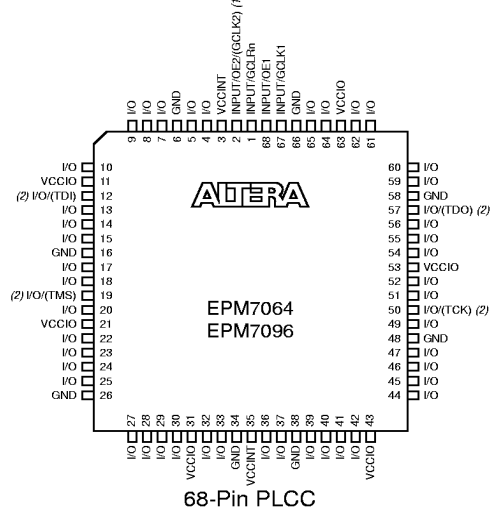 I/O 9
I/O 8
I/O 7
GND 6
I/O 5
I/O 4
VCCINT 3
INPUT/OE2/(GCLK2) 2
INPUT/GCLRn 1
INPUT/OE1 68
INPUT/GCLK1 67
GND 66
I/O 65
I/O 64
VCCIO 63
I/O 62
I/O 61
I/O 10
VCCIO 11
(2) I/O/(TDI) 12
I/O 13
I/O 14
I/O 15
GND 16
I/O 17
I/O 18
(2) I/O/(TMS) 19
I/O 20
VCCIO 21
I/O 22
I/O 23
I/O 24
I/O 25
GND 26
ALTERA
EPM7064
EPM7096
60 I/O
59 I/O
58 GND
57 I/O/(TDO) (2)
56 I/O
55 I/O
54 I/O
53 VCCIO
52 I/O
51 I/O
50 I/O/(TCK) (2)
49 I/O
48 GND
47 I/O
46 I/O
45 I/O
44 I/O
27 I/O
28 I/O
29 I/O
30 I/O
31 VCCIO
32 I/O
33 I/O
34 GND
35 VCCINT
36 I/O
37 I/O
38 GND
39 I/O
40 I/O
41 I/O
42 I/O
43 VCCIO
68-Pin PLCC